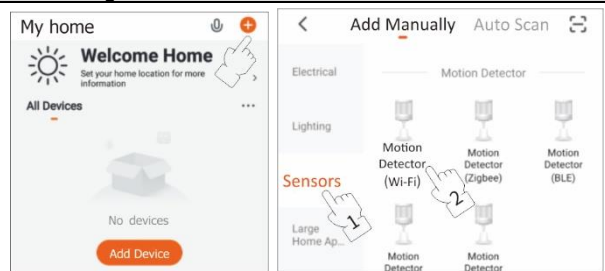 My home
Welcome Home
Set your home location for more
information
All Devices
No devices
Add Device
Add Manually Auto Scan
Electrical
Motion Detector
Lighting
Motion
Detector
(Wi-Fi)
Motion
Detector
(Zigbee)
Motion
Detector
(BLE)
Sensors
1
2
Large
Home Ap...
Motion
Detector
Motion
Detector